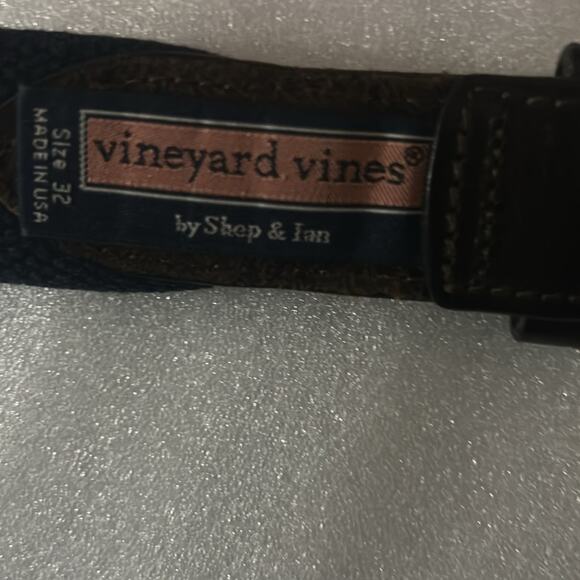 vineyard vines®
by Shep & Ian
Size 32
MADE IN USA